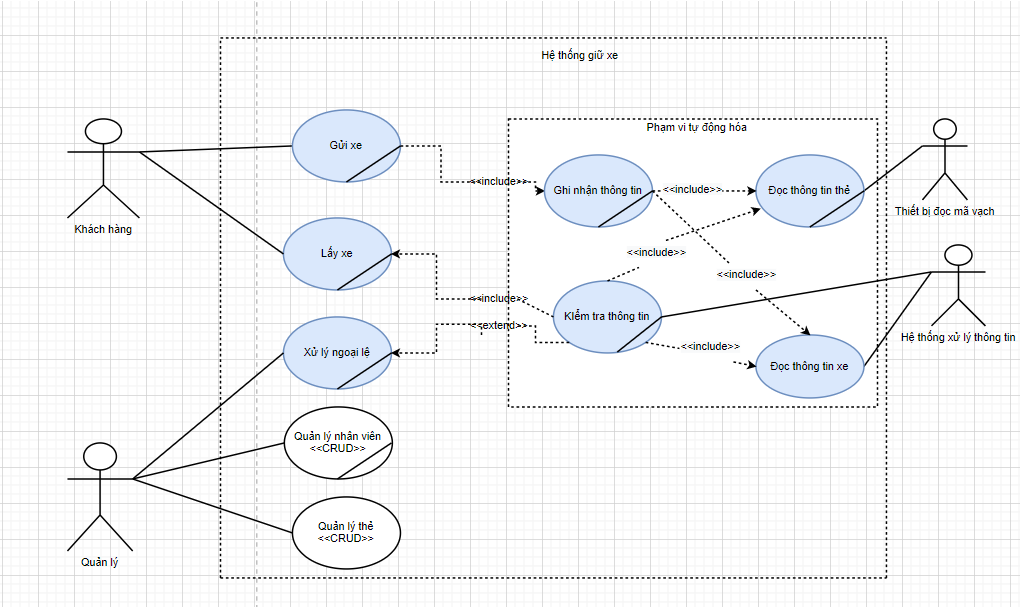 Hệ thống giữ xe
Phạm vi tự động hóa
Gửi xe
<<include>>
Ghi nhận thông tin
<<include>>
Đọc thông tin thẻ
Thiết bị đọc mã vạch
Khách hàng
Lấy xe
<<include>>
<<include>>
<<include>>
Kiểm tra thông tin
<<extend>>
Hệ thống xử lý thông tin
Xử lý ngoại lệ
<<include>>
Đọc thông tin xe
Quản lý nhân viên
<<CRUD>>
Quản lý thẻ
<<CRUD>>
Quản lý